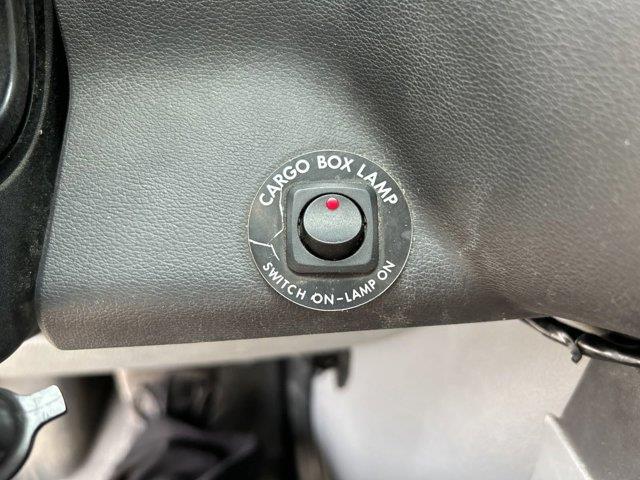 CARGO BOX LAMP
SWITCH ON-LAMP ON